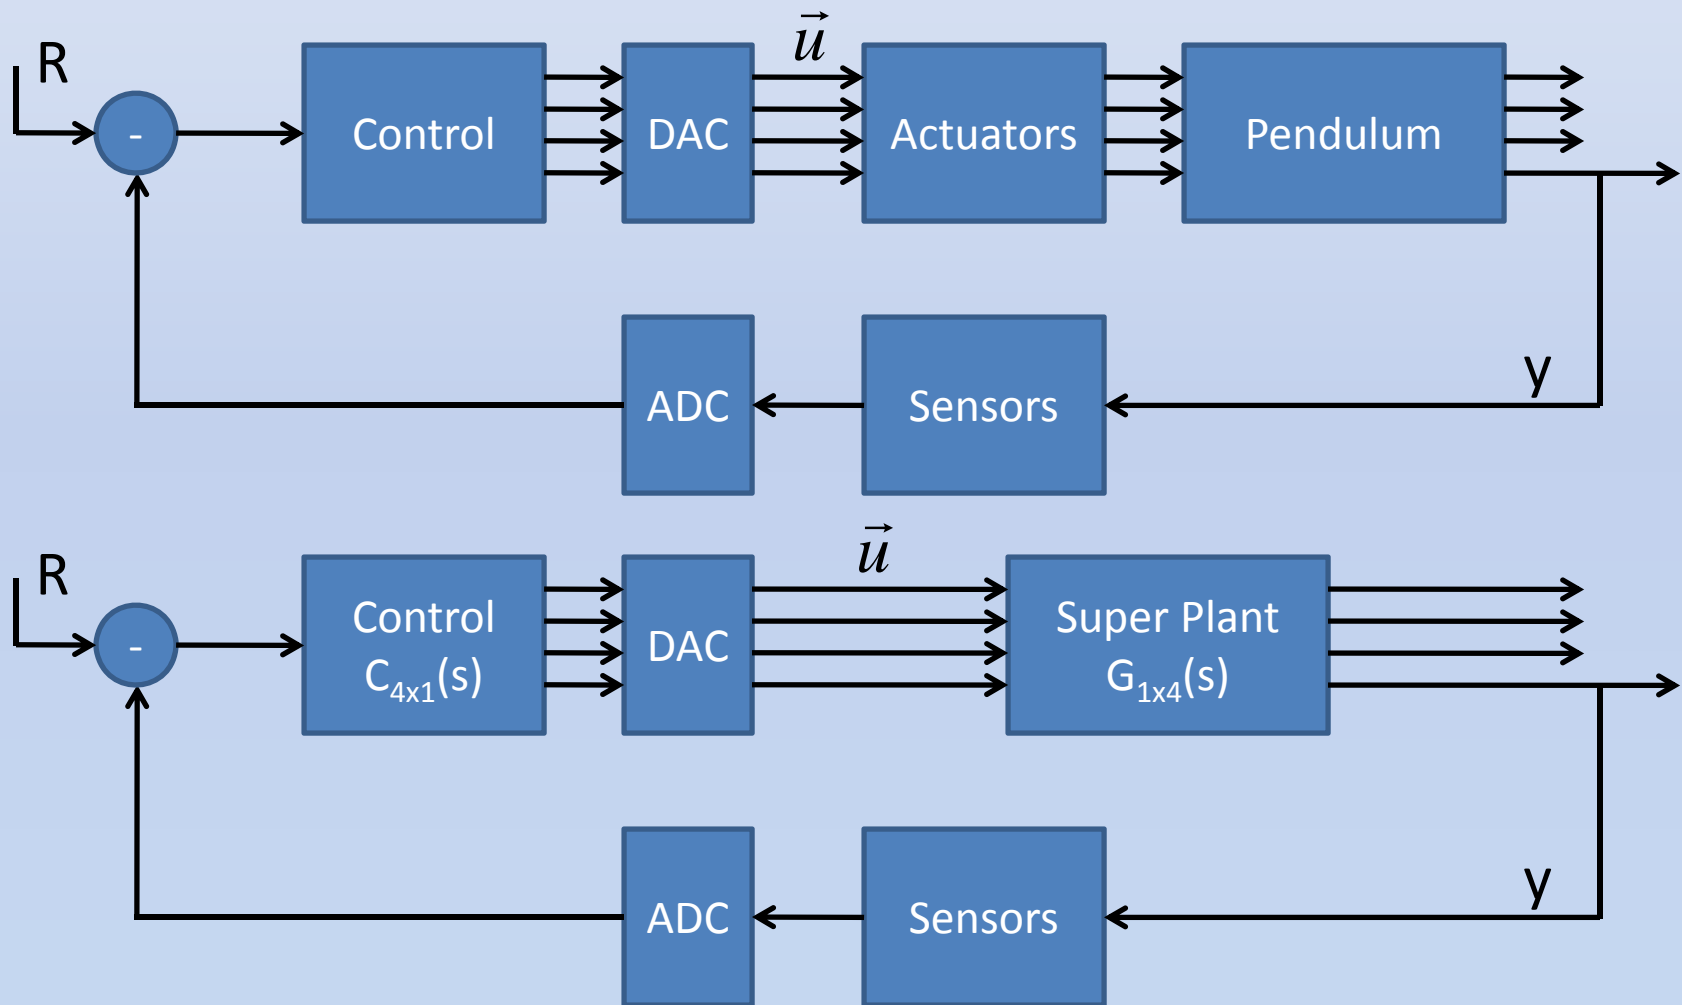 R
-
Control
DAC
u⃗
Actuators
Pendulum
ADC
Sensors
y
R
-
Control
C₄ₓ₁(s)
DAC
u⃗
Super Plant
G₁ₓ₄(s)
ADC
Sensors
y